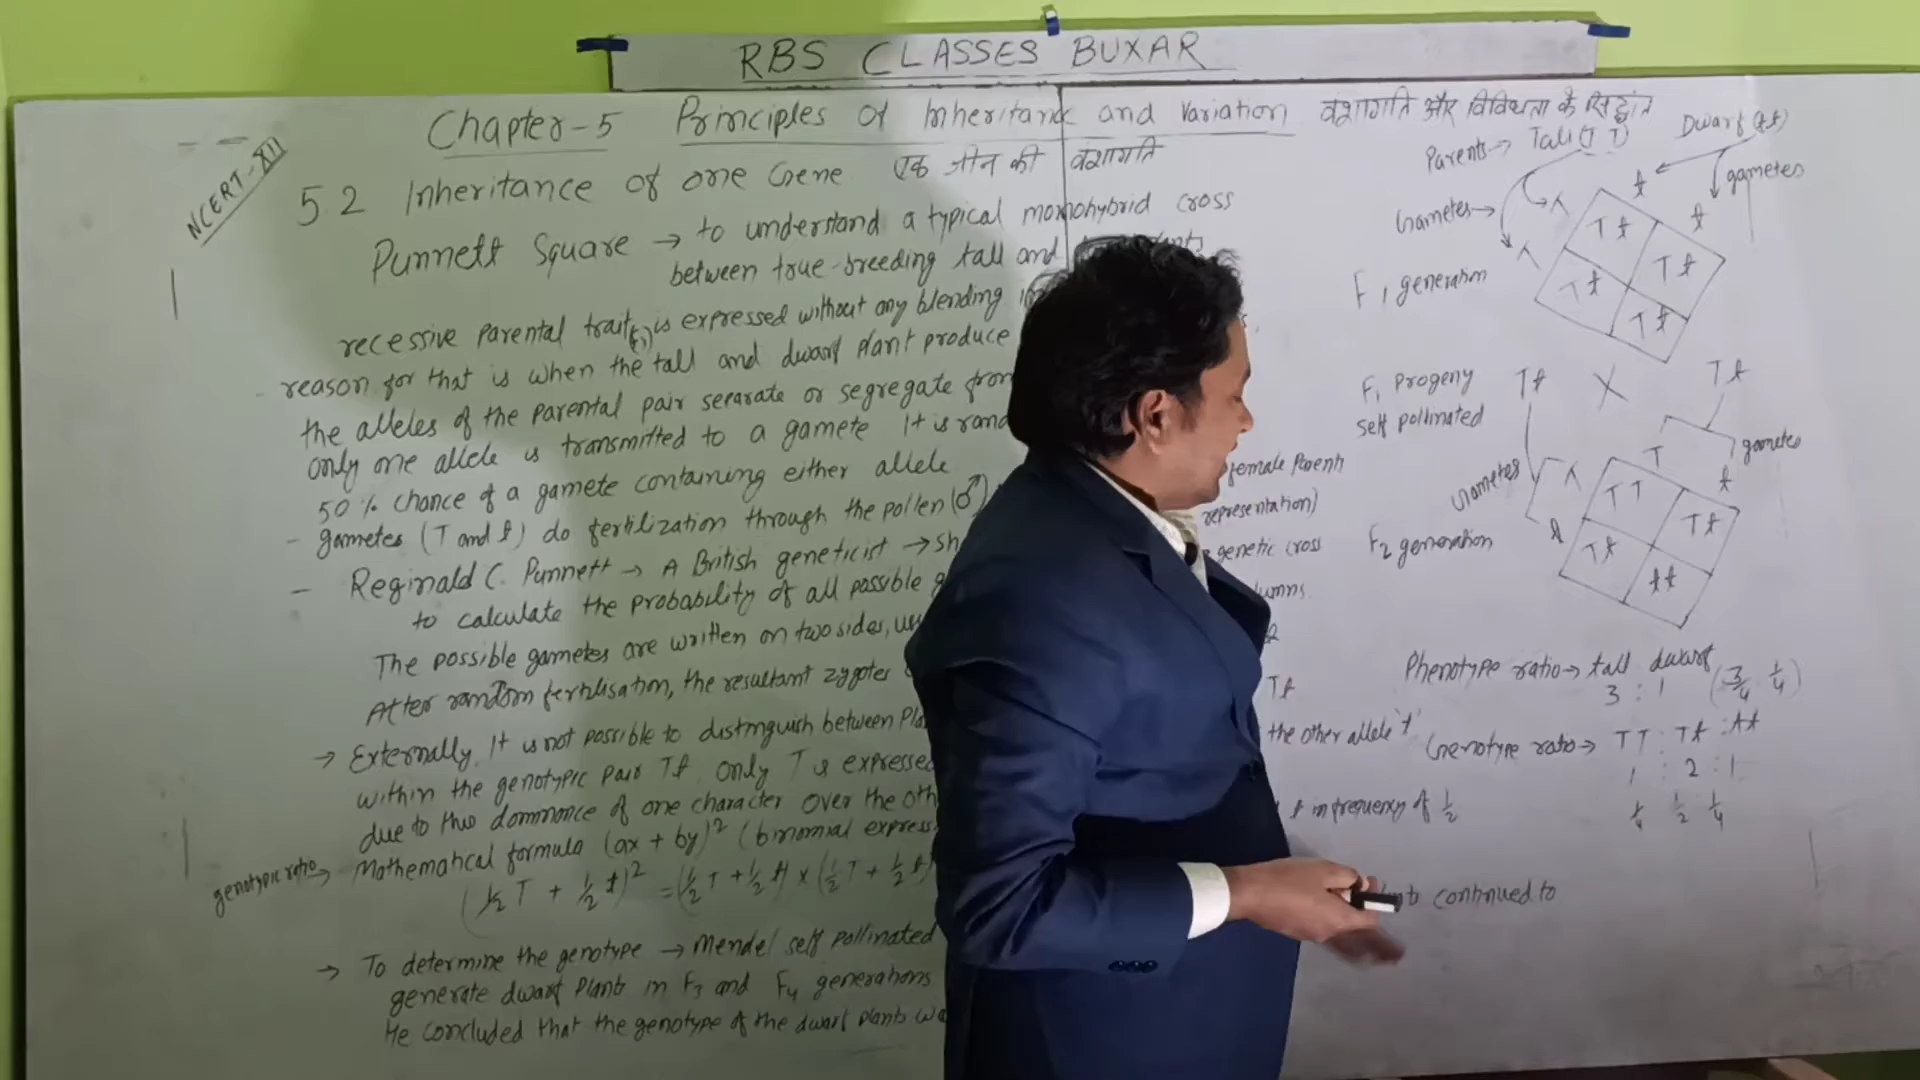 RBS CLASSES BUXAR
Chapter-5 Principles of Inheritance and Variation वंशागति और विविधता के सिद्धांत
NCERT-XII
5.2 Inheritance of one Gene एक जीन की वंशागति
Punnett Square → to understand a typical monohybrid cross
between true-breeding tall and
recessive parental trait is expressed without any blending
reason for that is when the tall and dwarf plant produce
the alleles of the parental pair separate or segregate from
only one allele is transmitted to a gamete It is
50% chance of a gamete containing either allele
- gametes (T and t) do fertilization through the pollen (♂)
- Reginald C. Punnett → A British geneticist →
to calculate the probability of all possible
The possible gametes are written on two sides,
After random fertilisation, the resultant zygotes
→ Externally, It is not possible to distinguish between
within the genotypic pair Tt, only T is expressed
due to this dominance of one character over the
genotypic ratio → Mathematical formula (ax + by)² (binomial
(½T + ½t)² = (½T + ½t) × (½T + ½t)
→ To determine the genotype → Mendel self pollinated
generate dwarf plants in F3 and F4 generations
He concluded that the genotype of the dwarf plants
female Parent
representation)
genetic cross
Tt
the other allele 't'
t in frequency of ½
continued to
Parents → Tall (TT) Dwarf (tt)
gametes
Gametes → T t t
T
Tt Tt
Tt Tt
F1 generation
F1 Progeny Tt X Tt
self pollinated
gametes
Gametes T t
T t
TT Tt
Tt tt
F2 generation
Phenotype ratio → tall dwarf
3 : 1 (3/4 1/4)
Genotype ratio → TT : Tt : tt
1 : 2 : 1
¼ ½ ¼